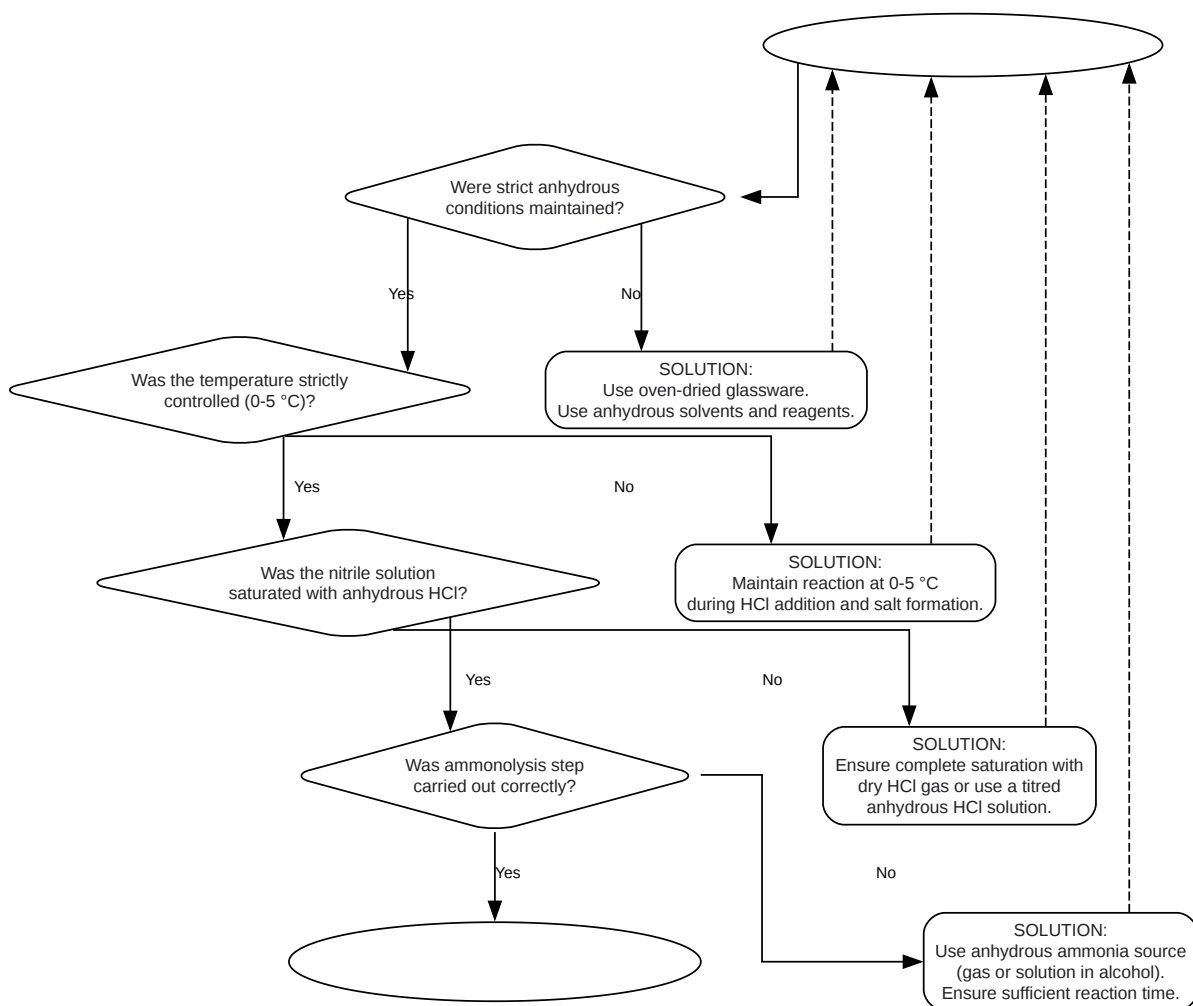 Were strict anhydrous
conditions maintained?
Yes
No
Was the temperature strictly
controlled (0-5 °C)?
SOLUTION:
Use oven-dried glassware.
Use anhydrous solvents and reagents.
Yes
No
Was the nitrile solution
saturated with anhydrous HCl?
SOLUTION:
Maintain reaction at 0-5 °C
during HCl addition and salt formation.
Yes
No
Was ammonolysis step
carried out correctly?
SOLUTION:
Ensure complete saturation with
dry HCl gas or use a titred
anhydrous HCl solution.
Yes
No
SOLUTION:
Use anhydrous ammonia source
(gas or solution in alcohol).
Ensure sufficient reaction time.